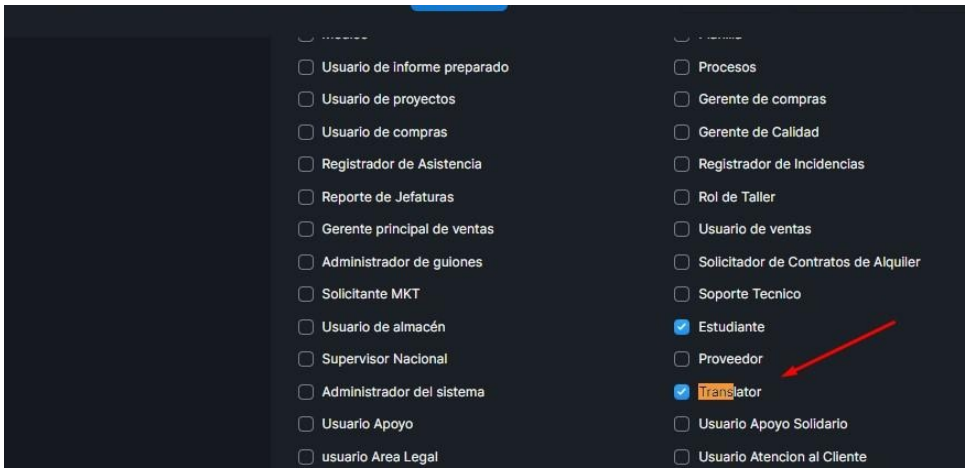 Usuario de informe preparado
Procesos
Usuario de proyectos
Gerente de compras
Usuario de compras
Gerente de Calidad
Registrador de Asistencia
Registrador de Incidencias
Reporte de Jefaturas
Rol de Taller
Gerente principal de ventas
Usuario de ventas
Administrador de guiones
Solicitador de Contratos de Alquiler
Solicitante MKT
Soporte Tecnico
Usuario de almacén
Estudiante
Supervisor Nacional
Proveedor
Administrador del sistema
Translator
Usuario Apoyo
Usuario Apoyo Solidario
usuario Area Legal
Usuario Atencion al Cliente